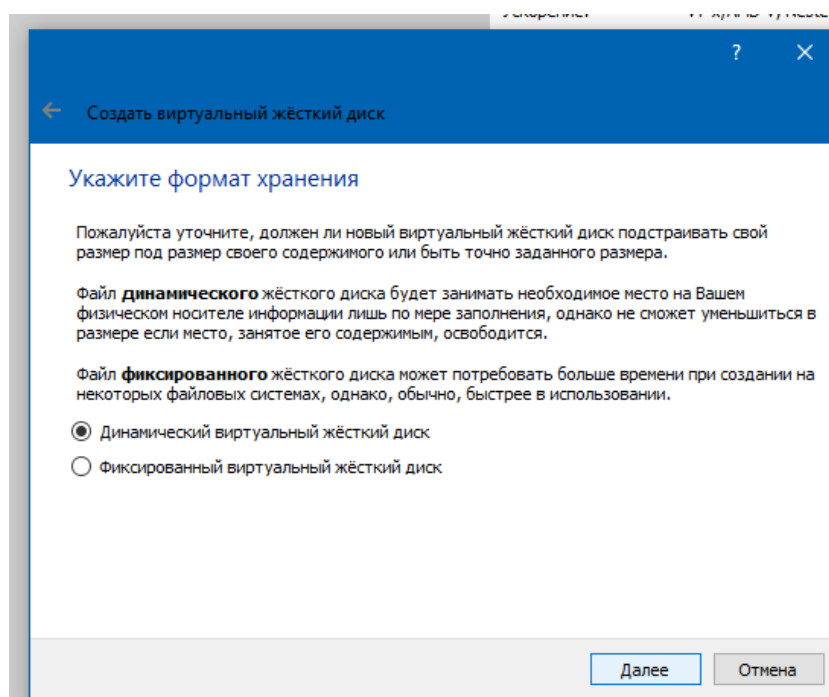 ?
Создать виртуальный жёсткий диск
Укажите формат хранения
Пожалуйста уточните, должен ли новый виртуальный жёсткий диск подстраивать свой
размер под размер своего содержимого или быть точно заданного размера.
Файл динамического жёсткого диска будет занимать необходимое место на Вашем
физическом носителе информации лишь по мере заполнения, однако не сможет уменьшиться в
размере если место, занятое его содержимым, освободится.
Файл фиксированного жёсткого диска может потребовать больше времени при создании на
некоторых файловых системах, однако, обычно, быстрее в использовании.
Динамический виртуальный жёсткий диск
Фиксированный виртуальный жёсткий диск
Далее
Отмена